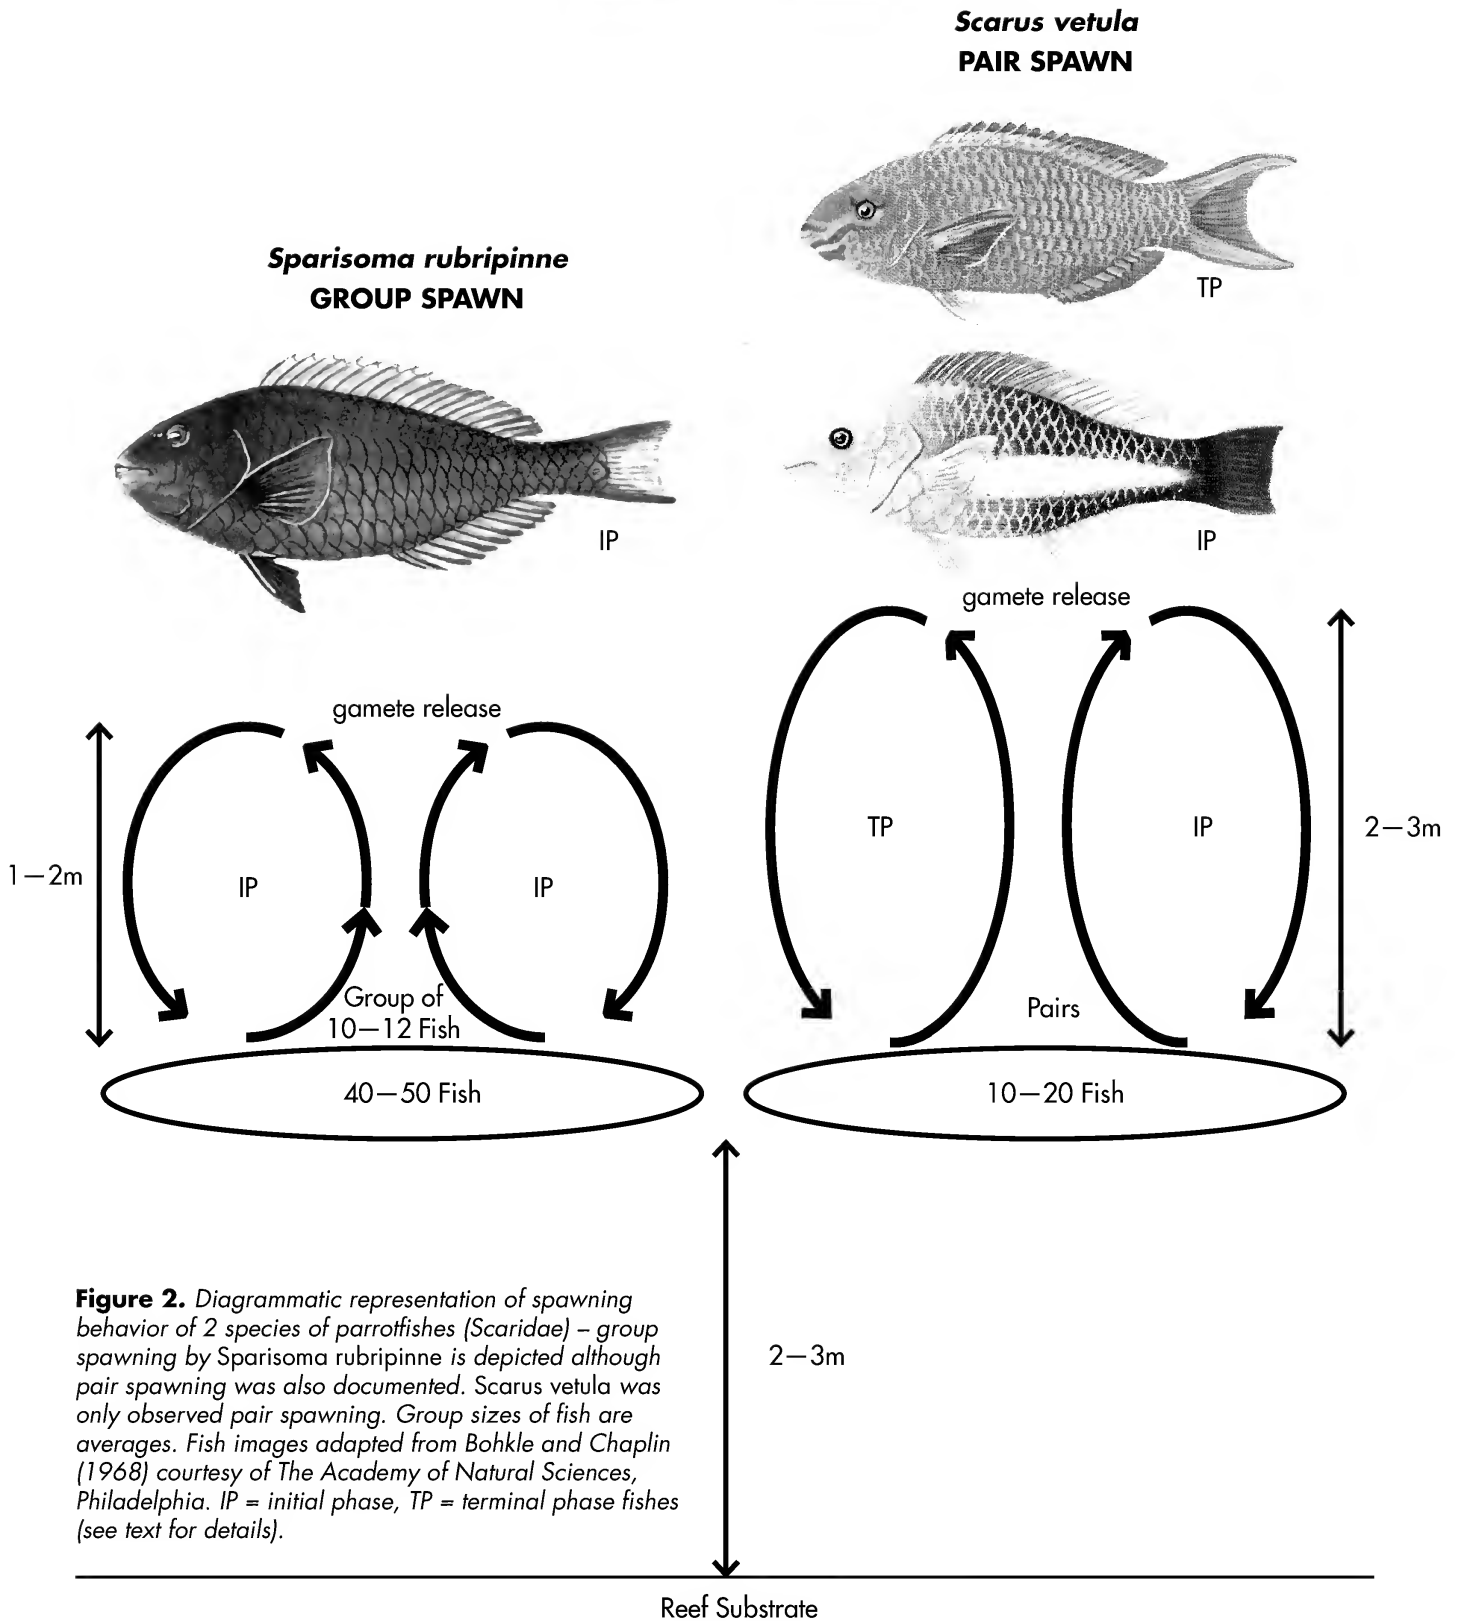 Scarus vetula
PAIR SPAWN
TP
Sparisoma rubripinne
GROUP SPAWN
IP
IP
gamete release
gamete release
1—2m
IP
IP
TP
IP
2—3m
Group of
10—12 Fish
Pairs
40—50 Fish
10—20 Fish
2—3m
Figure 2. Diagrammatic representation of spawning
behavior of 2 species of parrotfishes (Scaridae) – group
spawning by Sparisoma rubripinne is depicted although
pair spawning was also documented. Scarus vetula was
only observed pair spawning. Group sizes of fish are
averages. Fish images adapted from Bohkle and Chaplin
(1968) courtesy of The Academy of Natural Sciences,
Philadelphia. IP = initial phase, TP = terminal phase fishes
(see text for details).
Reef Substrate